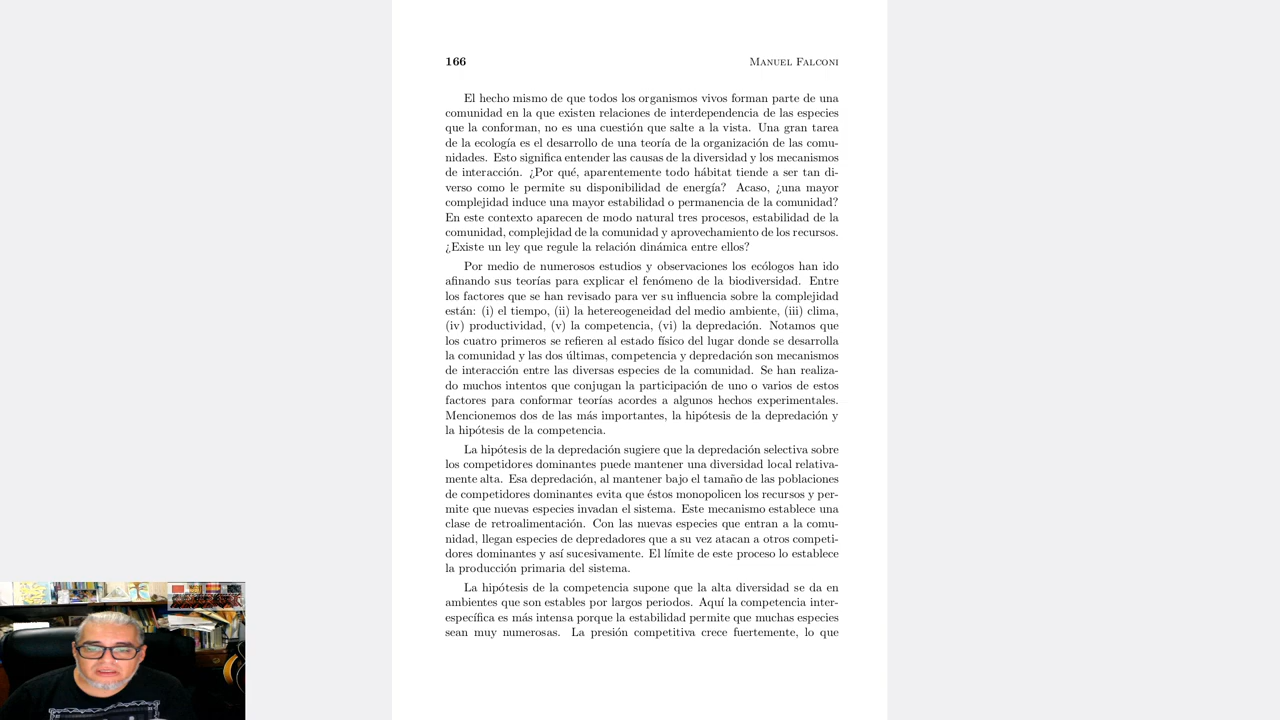 166
Manuel Falconi
El hecho mismo de que todos los organismos vivos forman parte de una
comunidad en la que existen relaciones de interdependencia de las especies
que la conforman, no es una cuestión que salte a la vista. Una gran tarea
de la ecología es el desarrollo de una teoría de la organización de las comu-
nidades. Esto significa entender las causas de la diversidad y los mecanismos
de interacción. ¿Por qué, aparentemente todo hábitat tiende a ser tan di-
verso como le permite su disponibilidad de energía? Acaso, ¿una mayor
complejidad induce una mayor estabilidad o permanencia de la comunidad?
En este contexto aparecen de modo natural tres procesos, estabilidad de la
comunidad, complejidad de la comunidad y aprovechamiento de los recursos.
¿Existe un ley que regule la relación dinámica entre ellos?
Por medio de numerosos estudios y observaciones los ecólogos han ido
afinando sus teorías para explicar el fenómeno de la biodiversidad. Entre
los factores que se han revisado para ver su influencia sobre la complejidad
están: (i) el tiempo, (ii) la hetereogeneidad del medio ambiente, (iii) clima,
(iv) productividad, (v) la competencia, (vi) la depredación. Notamos que
los cuatro primeros se refieren al estado físico del lugar donde se desarrolla
la comunidad y las dos últimas, competencia y depredación son mecanismos
de interacción entre las diversas especies de la comunidad. Se han realiza-
do muchos intentos que conjugan la participación de uno o varios de estos
factores para conformar teorías acordes a algunos hechos experimentales.
Mencionemos dos de las más importantes, la hipótesis de la depredación y
la hipótesis de la competencia.
La hipótesis de la depredación sugiere que la depredación selectiva sobre
los competidores dominantes puede mantener una diversidad local relativa-
mente alta. Esa depredación, al mantener bajo el tamaño de las poblaciones
de competidores dominantes evita que éstos monopolicen los recursos y per-
mite que nuevas especies invadan el sistema. Este mecanismo establece una
clase de retroalimentación. Con las nuevas especies que entran a la comu-
nidad, llegan especies de depredadores que a su vez atacan a otros competi-
dores dominantes y así sucesivamente. El límite de este proceso lo establece
la producción primaria del sistema.
La hipótesis de la competencia supone que la alta diversidad se da en
ambientes que son estables por largos periodos. Aquí la competencia inter-
específica es más intensa porque la estabilidad permite que muchas especies
sean muy numerosas. La presión competitiva crece fuertemente, lo que